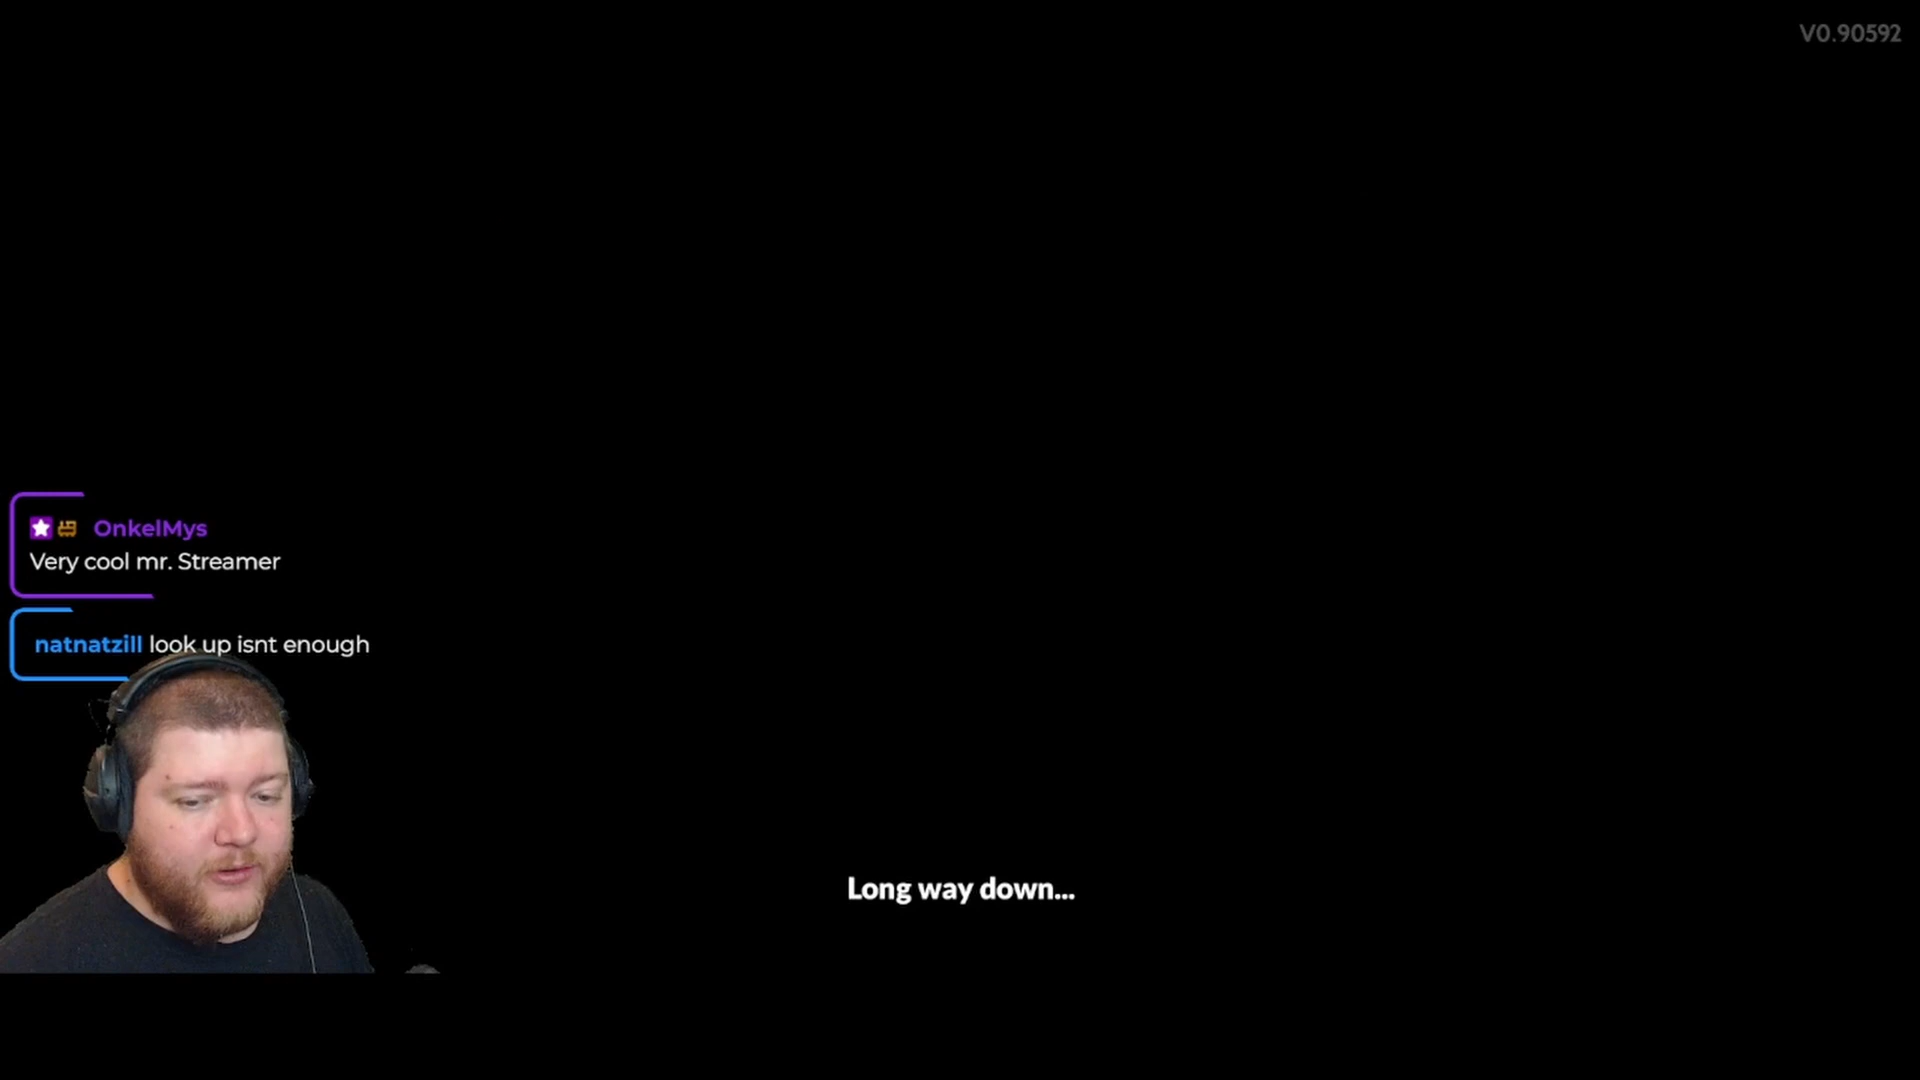 V0.90592
OnkelMys
Very cool mr. Streamer
natnatzill look up isnt enough
Long way down...